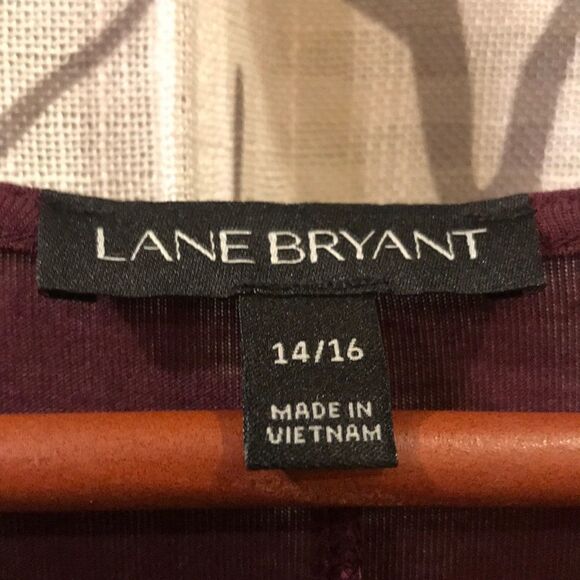 LANE BRYANT
14/16
MADE IN
VIETNAM